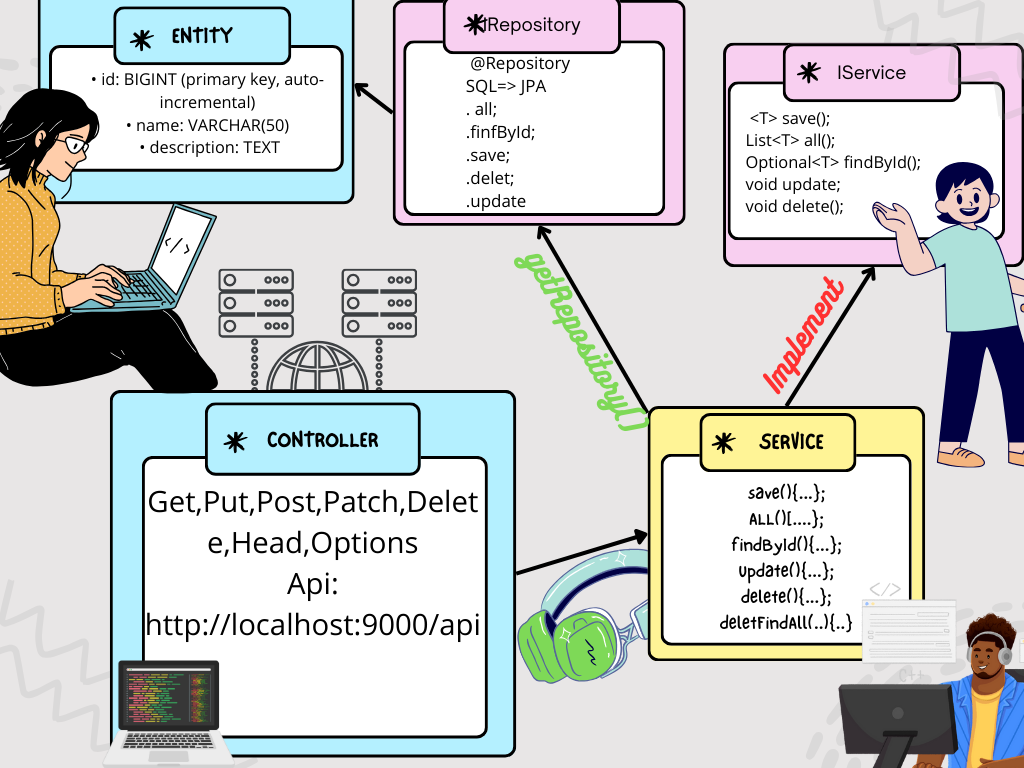 ENTITY
• id: BIGINT (primary key, auto-
incremental)
• name: VARCHAR(50)
• description: TEXT
IRepository
@Repository
SQL=> JPA
. all;
.finfById;
.save;
.delet;
.update
IService
<T> save();
List<T> all();
Optional<T> findById();
void update;
void delete();
</>
getRepository()
Implement
CONTROLLER
Get,Put,Post,Patch,Delet
e,Head,Options
Api:
http://localhost:9000/api
SERVICE
save(){...};
ALL()[....};
findById(){...};
update(){...};
delete(){...};
deletFindAll(..){..}
</>
C++